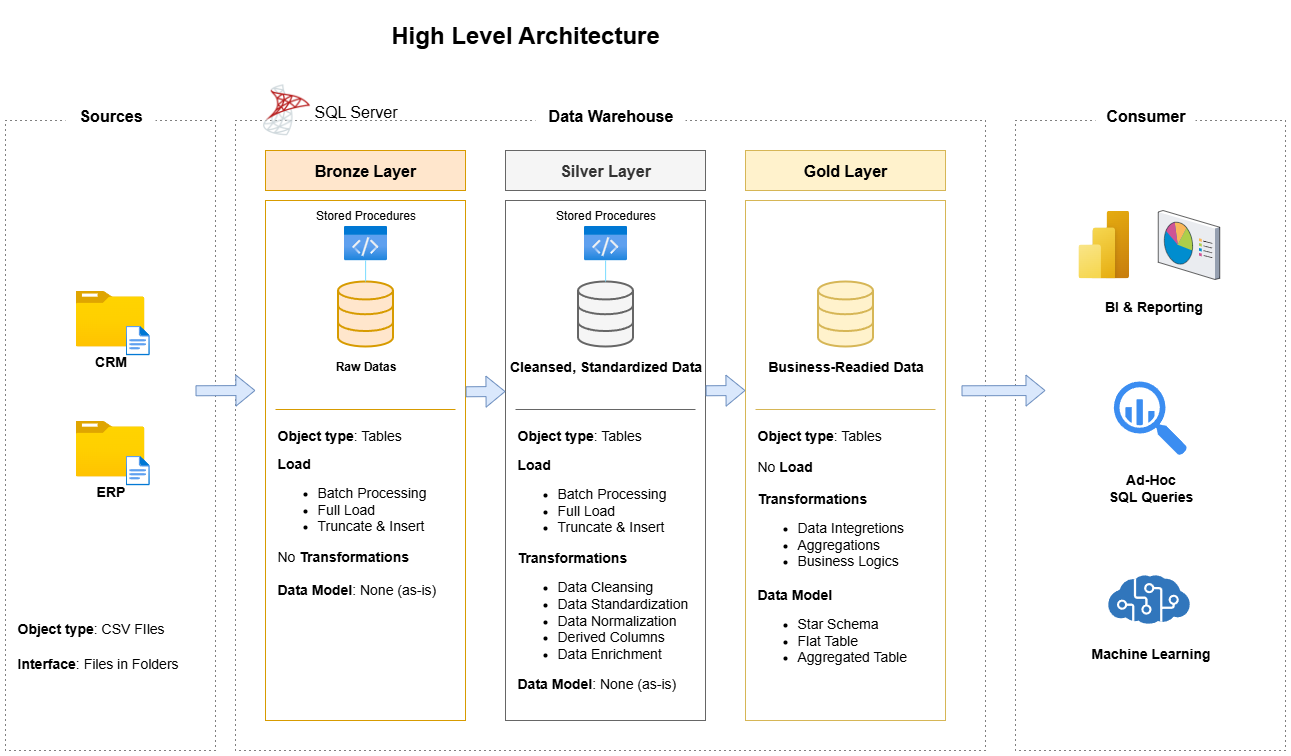 High Level Architecture
Sources
SQL Server
Data Warehouse
Consumer
Bronze Layer
Silver Layer
Gold Layer
Stored Procedures
Stored Procedures
CRM
ERP
Object type: CSV FIles
Interface: Files in Folders
Raw Datas
Object type: Tables
Load
Batch Processing
Full Load
Truncate & Insert
No Transformations
Data Model: None (as-is)
Cleansed, Standardized Data
Object type: Tables
Load
Batch Processing
Full Load
Truncate & Insert
Transformations
Data Cleansing
Data Standardization
Data Normalization
Derived Columns
Data Enrichment
Data Model: None (as-is)
Business-Readied Data
Object type: Tables
No Load
Transformations
Data Integretions
Aggregations
Business Logics
Data Model
Star Schema
Flat Table
Aggregated Table
BI & Reporting
Ad-Hoc
SQL Queries
Machine Learning